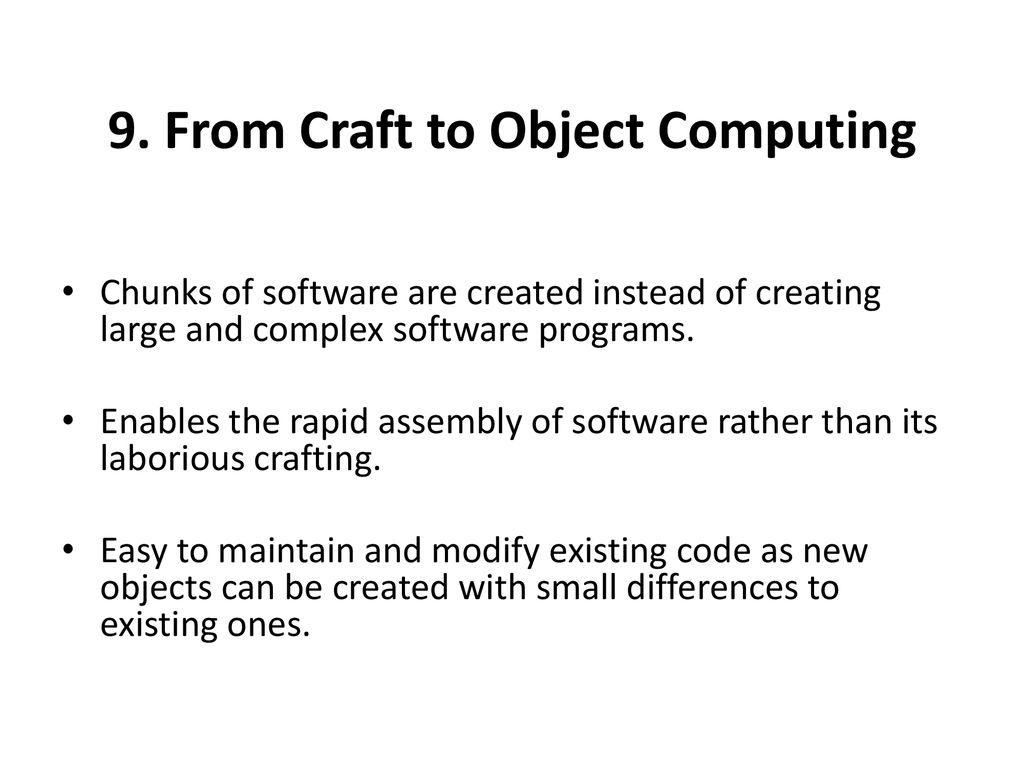 9. From Craft to Object Computing
• Chunks of software are created instead of creating
large and complex software programs.
• Enables the rapid assembly of software rather than its
laborious crafting.
• Easy to maintain and modify existing code as new
objects can be created with small differences to
existing ones.